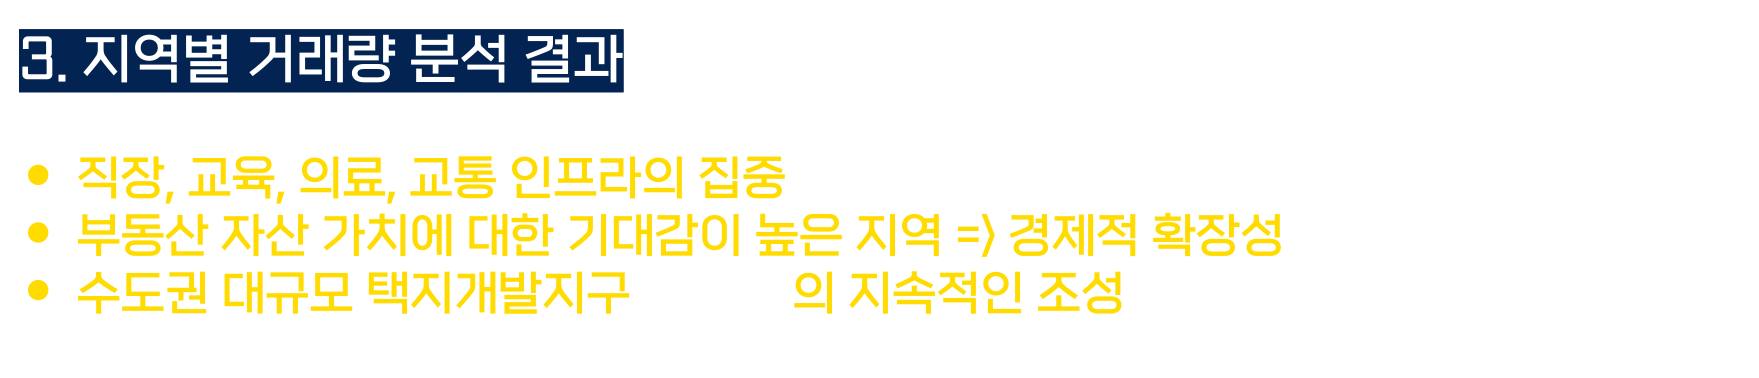 3. 지역별 거래량 분석 결과
• 직장, 교육, 의료, 교통 인프라의 집중
• 부동산 자산 가치에 대한 기대감이 높은 지역 => 경제적 확장성
• 수도권 대규모 택지개발지구 의 지속적인 조성